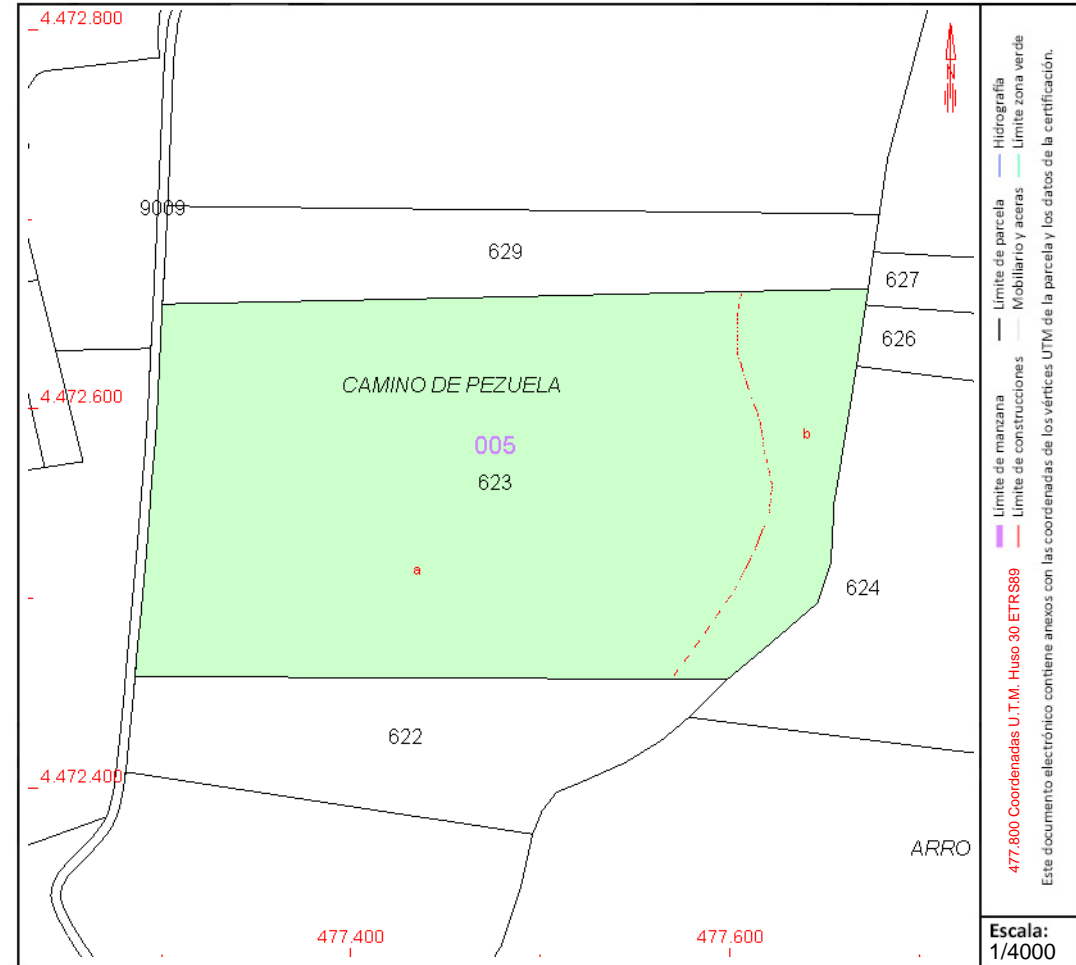 4.472.800
9009
629
627
626
4.472.600
CAMINO DE PEZUELA
005
623
b
a
624
622
4.472.400
ARRO
477.400
477.600
N
477.800 Coordenadas U.T.M. Huso 30 ETRS89
Límite de manzana
Límite de parcela
Hidrografía
Límite de construcciones
Mobiliario y aceras
Límite zona verde
Este documento electrónico contiene anexos con las coordenadas de los vértices UTM de la parcela y los datos de la certificación.
Escala:
1/4000